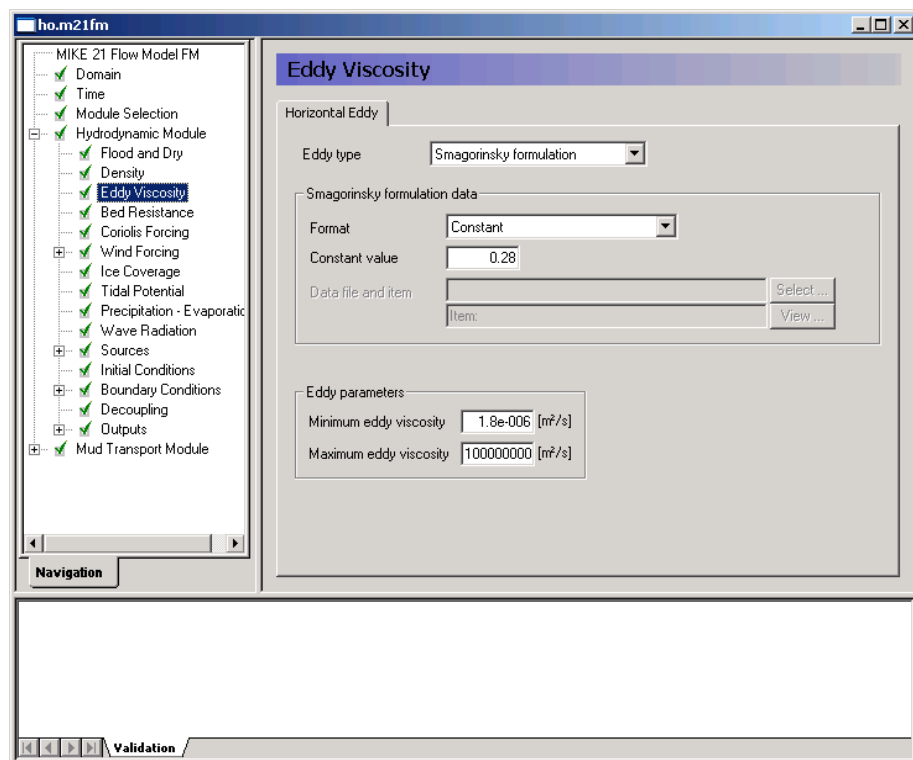 ho.m21fm
MIKE 21 Flow Model FM
Domain
Time
Module Selection
Hydrodynamic Module
Flood and Dry
Density
Eddy Viscosity
Bed Resistance
Coriolis Forcing
Wind Forcing
Ice Coverage
Tidal Potential
Precipitation - Evaporatic
Wave Radiation
Sources
Initial Conditions
Boundary Conditions
Decoupling
Outputs
Mud Transport Module
Navigation
Eddy Viscosity
Horizontal Eddy
Eddy type Smagorinsky formulation
Smagorinsky formulation data
Format Constant
Constant value 0.28
Data file and item Select ...
Item: View ...
Eddy parameters
Minimum eddy viscosity 1.8e-006 [m²/s]
Maximum eddy viscosity 100000000 [m²/s]
Validation